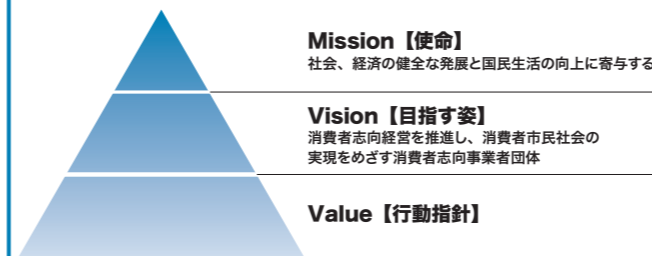 Mission【使命】
社会、経済の健全な発展と国民生活の向上に寄与する
Vision【目指す姿】
消費者志向経営を推進し、消費者市民社会の
実現をめざす消費者志向事業者団体
Value【行動指針】